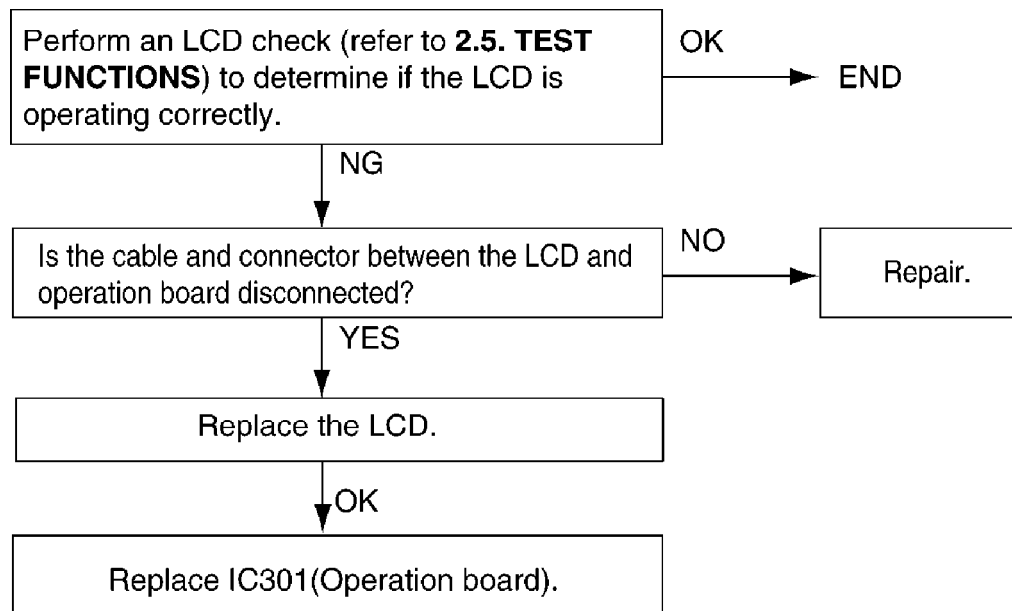 Perform an LCD check (refer to 2.5. TEST
FUNCTIONS) to determine if the LCD is
operating correctly.
OK
END
NG
Is the cable and connector between the LCD and
operation board disconnected?
NO
Repair.
YES
Replace the LCD.
OK
Replace IC301(Operation board).